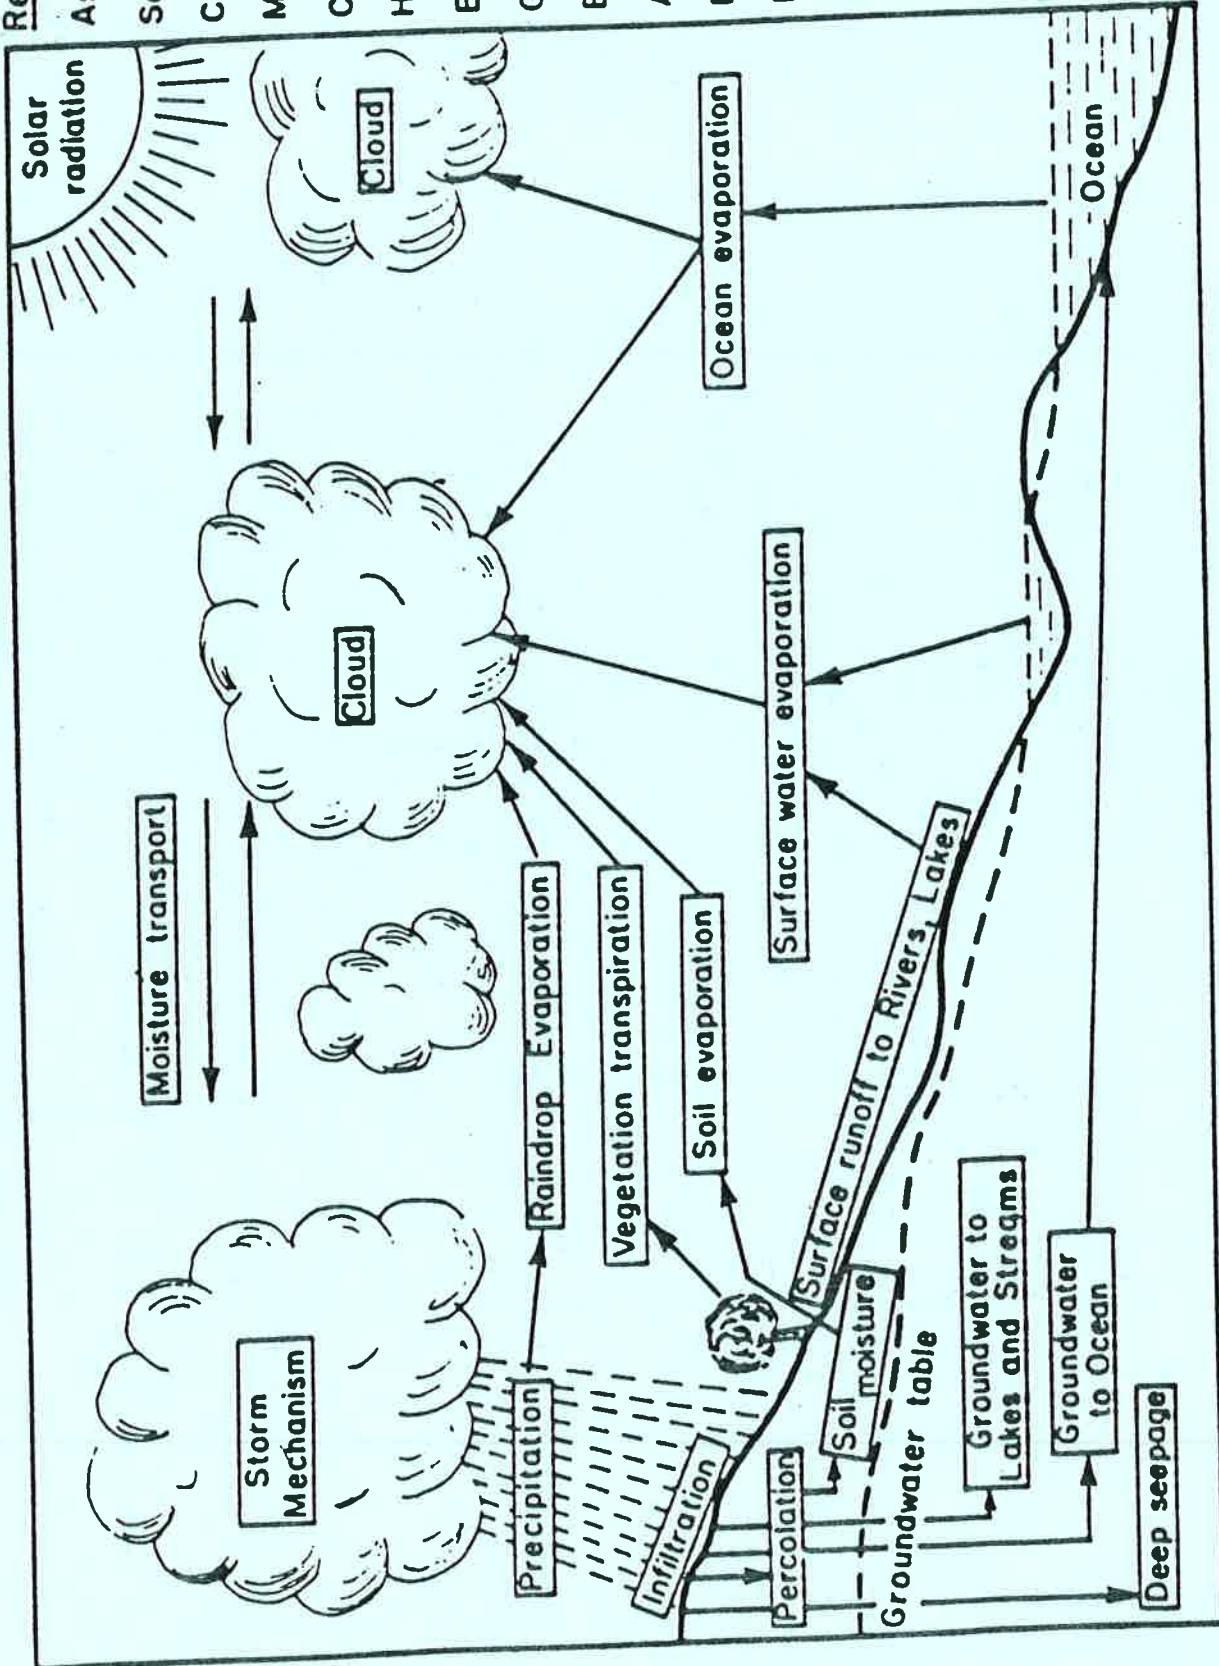 Solar
radiation
Moisture transport
Cloud
Cloud
Storm
Mechanism
Precipitation
Raindrop Evaporation
Vegetation transpiration
Soil evaporation
Surface water evaporation
Ocean evaporation
Infiltration
Surface runoff to Rivers, Lakes
Percolation
Soil
moisture
Groundwater table
Groundwater to
Lakes and Streams
Groundwater
to Ocean
Deep seepage
Ocean